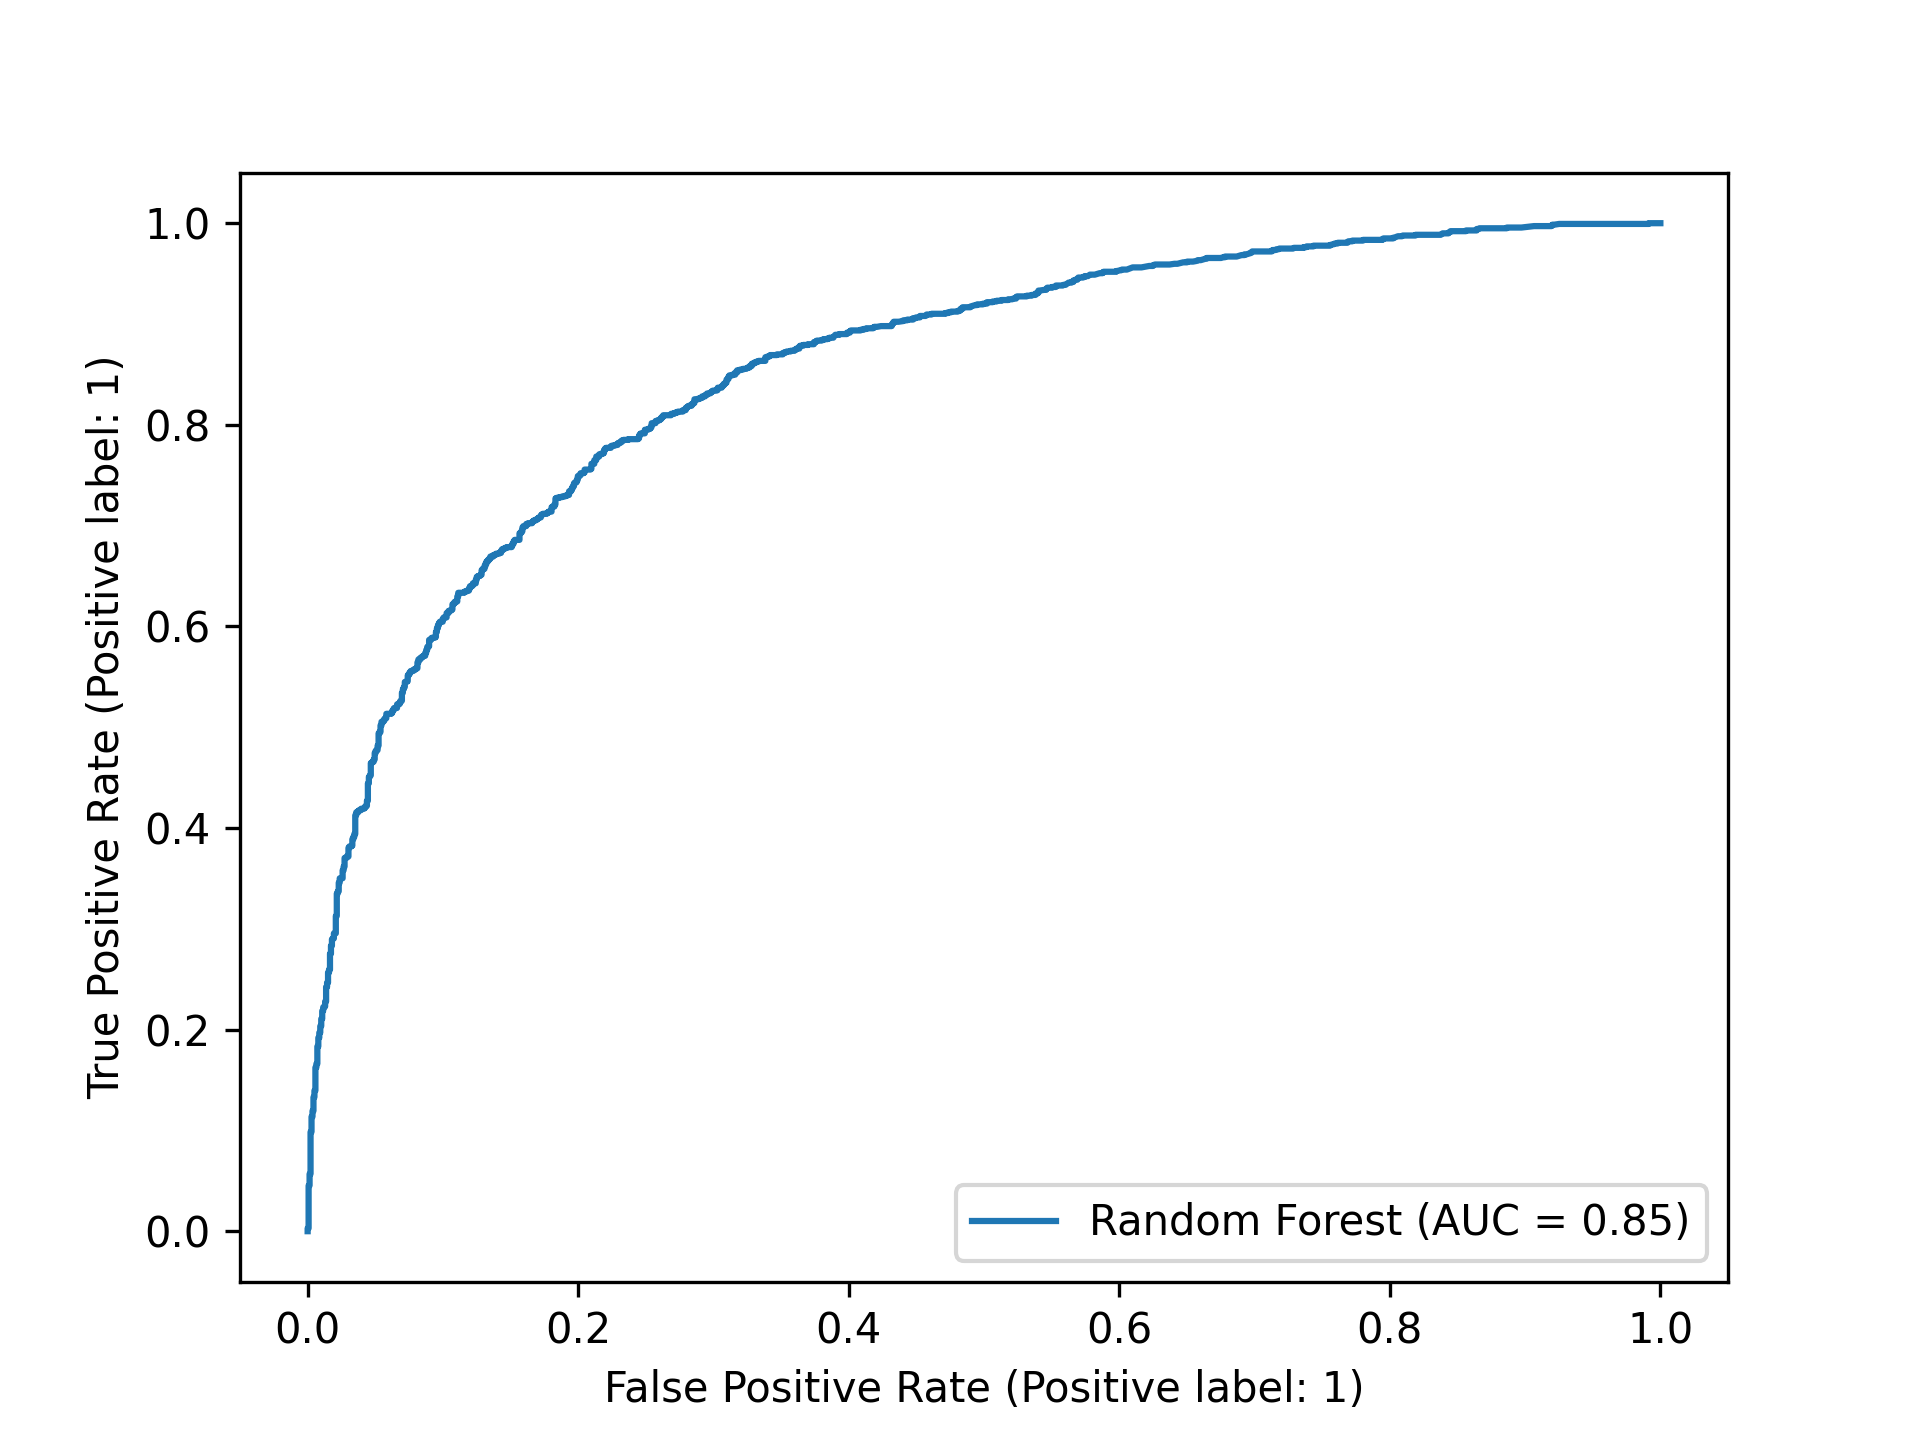 1.0
0.8
0.6
0.4
0.2
0.0
True Positive Rate (Positive label: 1)
Random Forest (AUC = 0.85)
0.0 0.2 0.4 0.6 0.8 1.0
False Positive Rate (Positive label: 1)